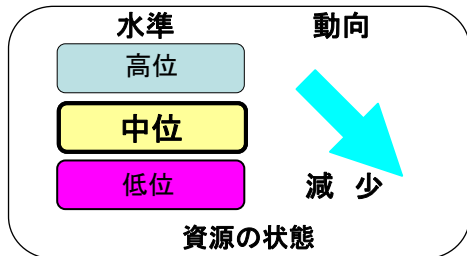 水準 動向
高位
中位
低位
減 少
資源の状態